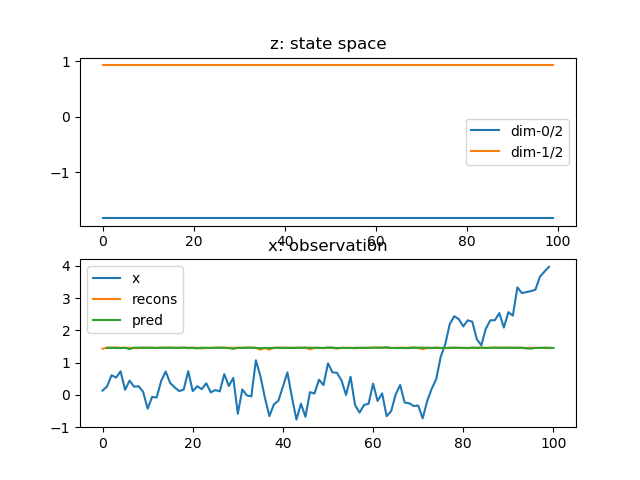 z: state space
1
0
−1
dim-0/2
dim-1/2
0 20 40 60 80 100
x: observation
4
3
2
1
0
−1
x
recons
pred
0 20 40 60 80 100